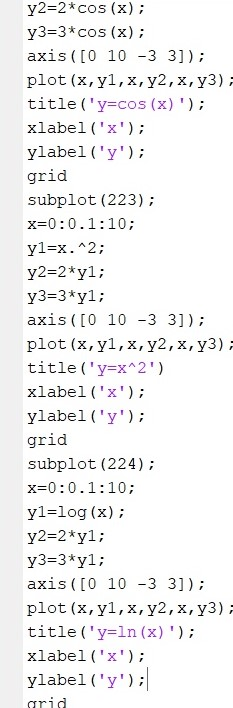 y2=2*cos(x);
y3=3*cos(x);
axis([0 10 -3 3]);
plot(x,y1,x,y2,x,y3);
title('y=cos(x)');
xlabel('x');
ylabel('y');
grid
subplot(223);
x=0:0.1:10;
y1=x.^2;
y2=2*y1;
y3=3*y1;
axis([0 10 -3 3]);
plot(x,y1,x,y2,x,y3);
title('y=x^2')
xlabel('x');
ylabel('y');
grid
subplot(224);
x=0:0.1:10;
y1=log(x);
y2=2*y1;
y3=3*y1;
axis([0 10 -3 3]);
plot(x,y1,x,y2,x,y3);
title('y=ln(x)');
xlabel('x');
ylabel('y');
grid